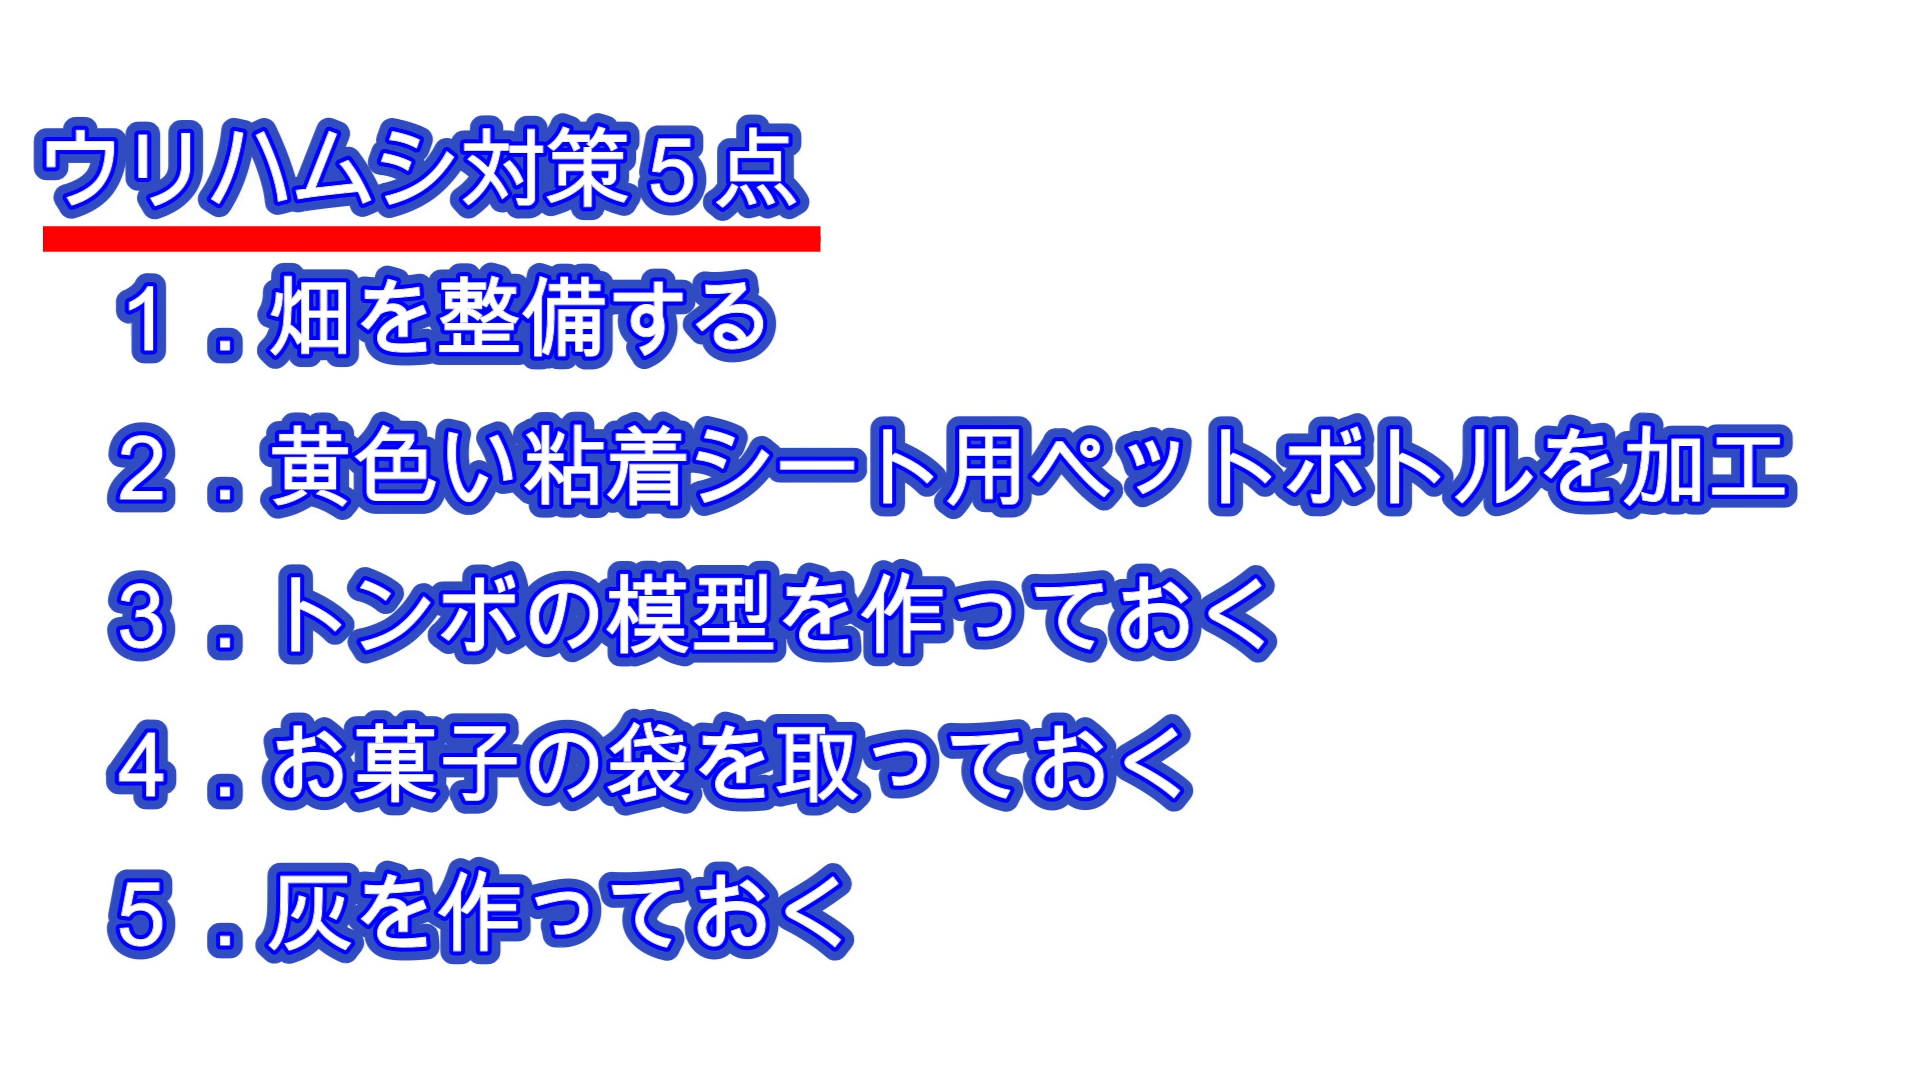 ウリハムシ対策５点
１．畑を整備する
２．黄色い粘着シート用ペットボトルを加工
３．トンボの模型を作っておく
４．お菓子の袋を取っておく
５．灰を作っておく